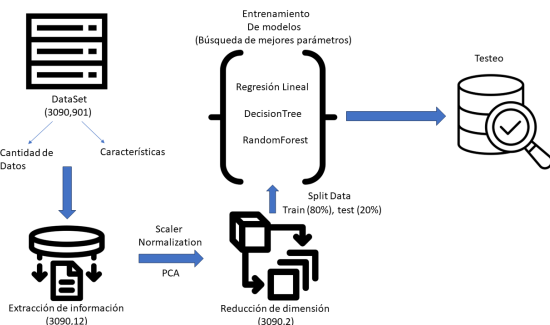 DataSet
(3090,901)
Cantidad de
Datos
Características
Extracción de información
(3090,12)
Scaler
Normalization
PCA
Reducción de dimensión
(3090,2)
Split Data
Train (80%), test (20%)
Entrenamiento
De modelos
(Búsqueda de mejores parámetros)
Regresión Lineal
DecisionTree
RandomForest
Testeo